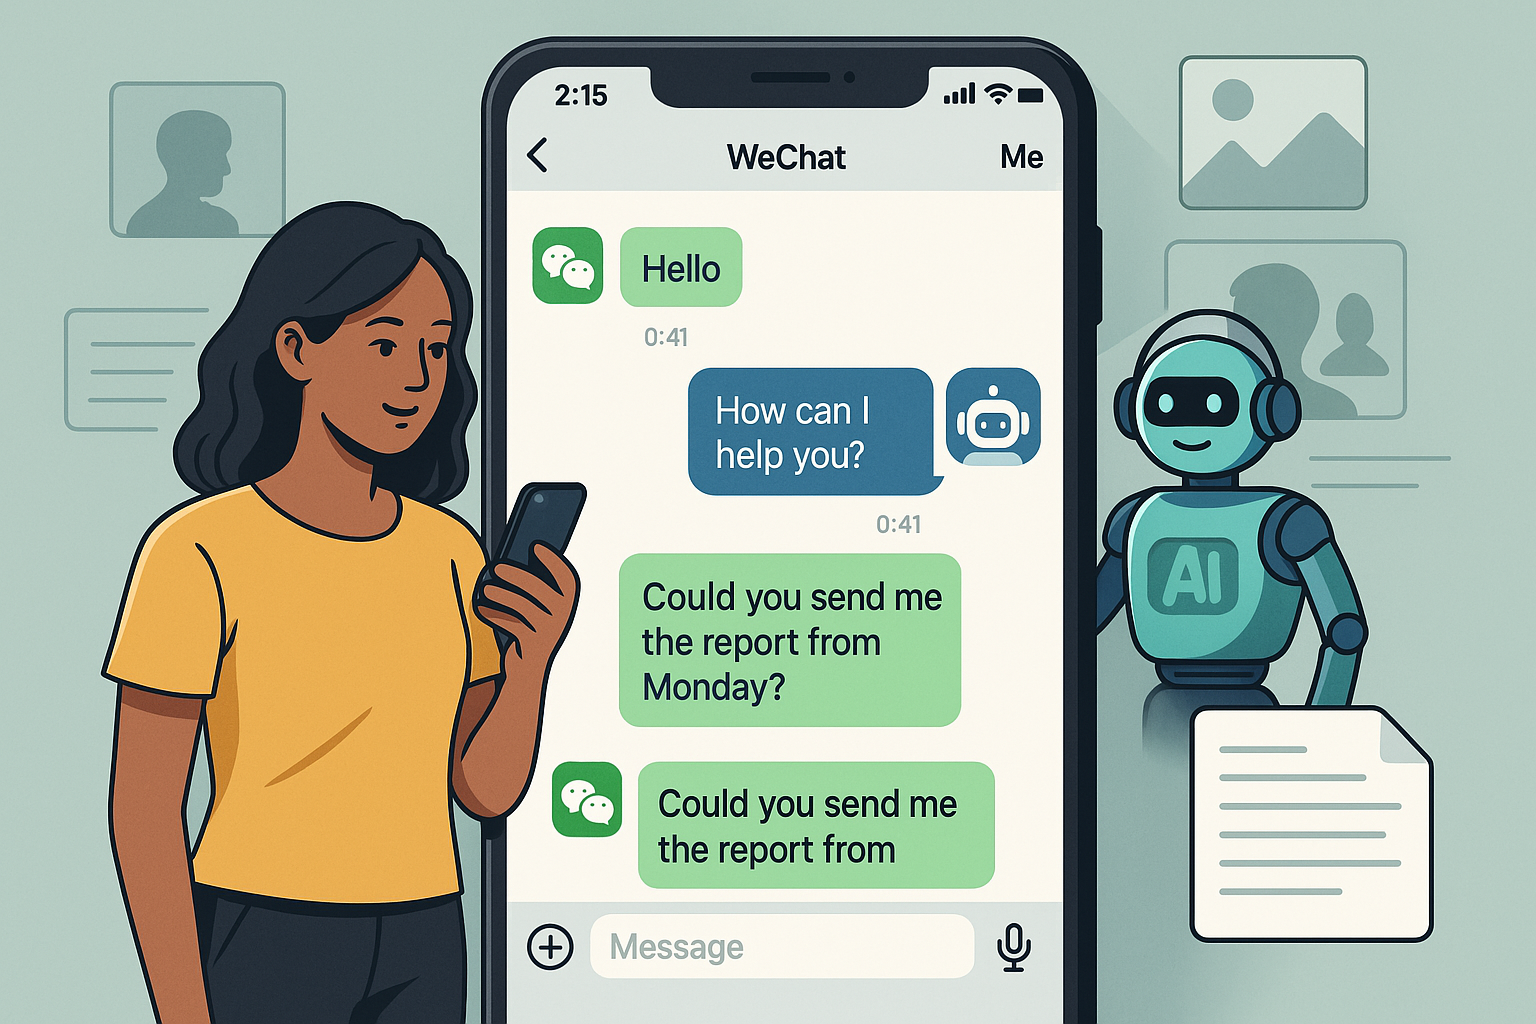 2:15
WeChat
Me
Hello
0:41
How can I
help you?
0:41
Could you send me
the report from
Monday?
Could you send me
the report from
Message
AI